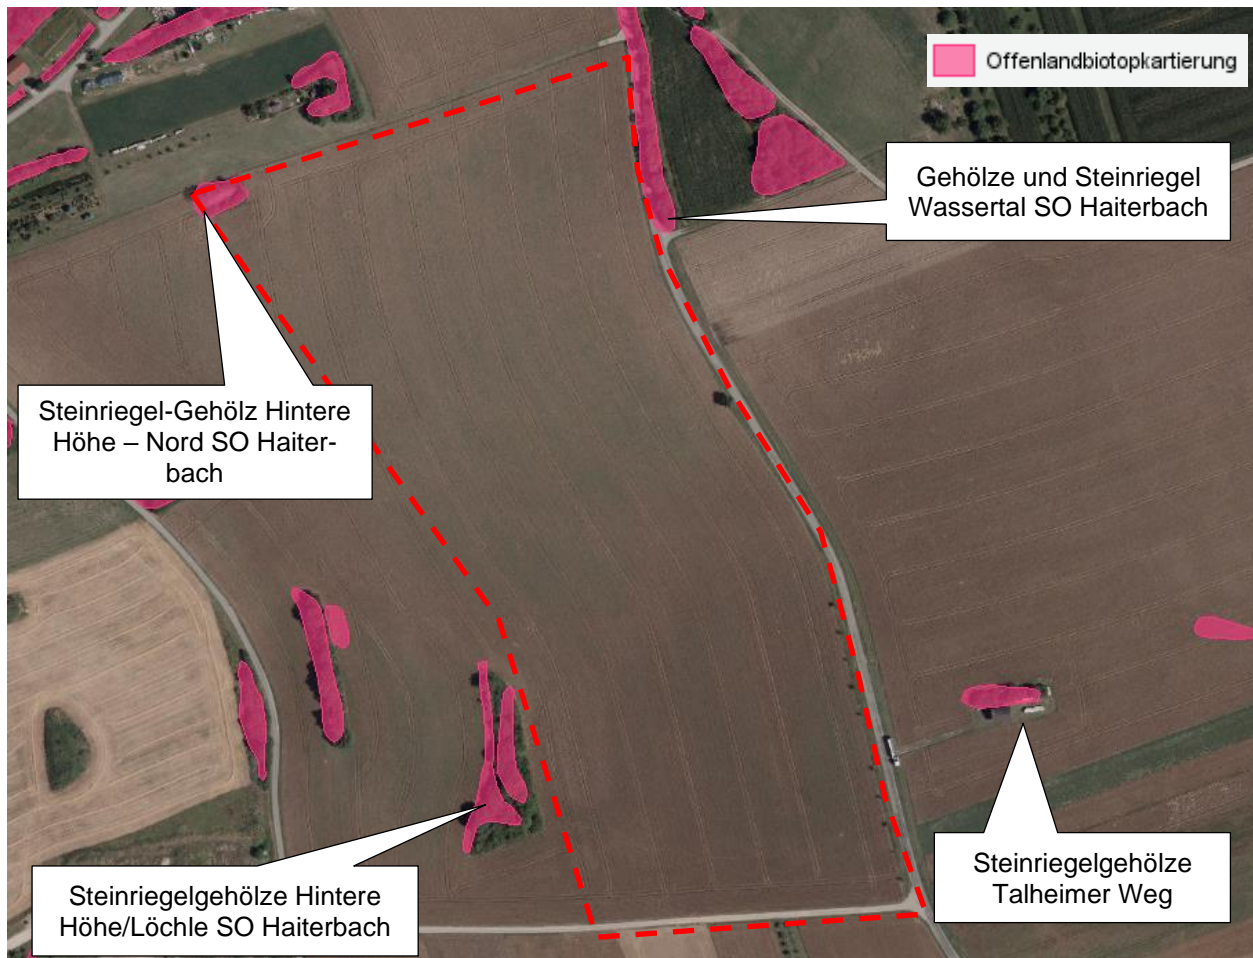 Offenlandbiotopkartierung
Gehölze und Steinriegel
Wassertal SO Haiterbach
Steinriegel-Gehölz Hintere
Höhe – Nord SO Haiter-
bach
Steinriegelgehölze
Talheimer Weg
Steinriegelgehölze Hintere
Höhe/Löchle SO Haiterbach